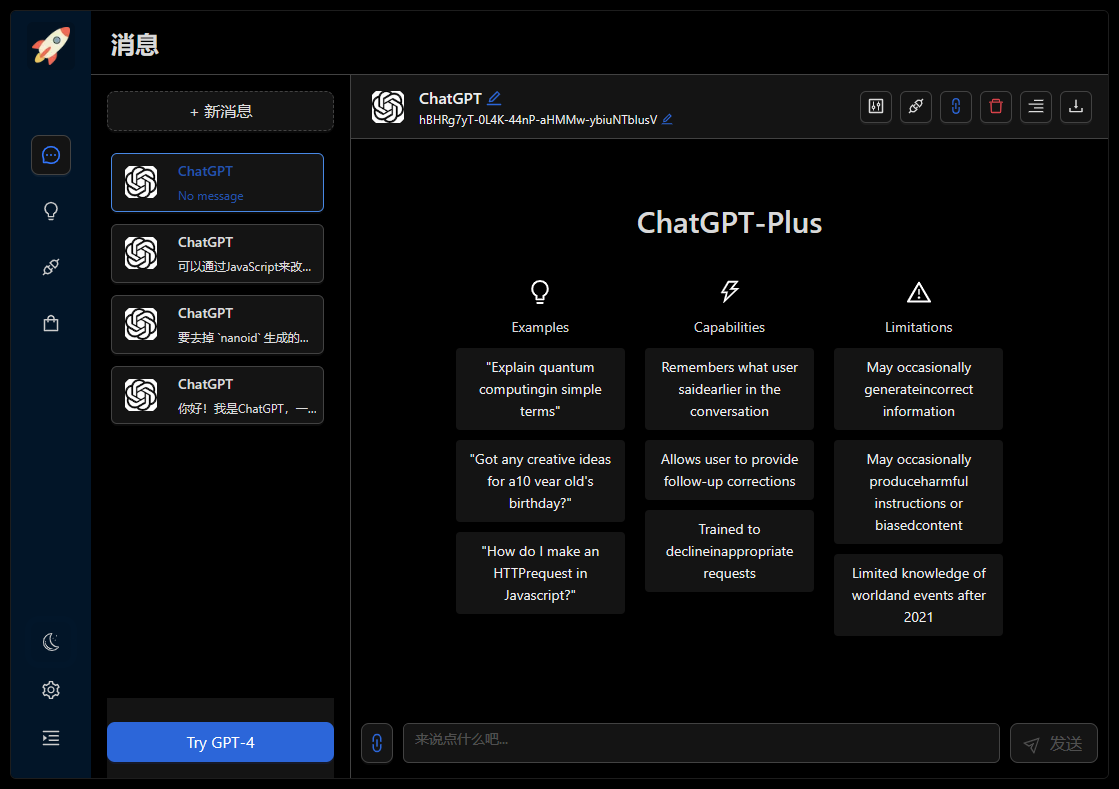 消息
+ 新消息
ChatGPT
No message
ChatGPT
可以通过JavaScript来改...
ChatGPT
要去掉 `nanoid` 生成的...
ChatGPT
你好！我是ChatGPT，一...
Try GPT-4
ChatGPT
hBHRg7yT-0L4K-44nP-aHMMw-ybiuNTblusV
ChatGPT-Plus
Examples
"Explain quantum
computingin simple
terms"
"Got any creative ideas
for a10 year old's
birthday?"
"How do I make an
HTTPrequest in
Javascript?"
Capabilities
Remembers what user
saidearlier in the
conversation
Allows user to provide
follow-up corrections
Trained to
declineinappropriate
requests
Limitations
May occasionally
generateincorrect
information
May occasionally
produceharmful
instructions or
biasedcontent
Limited knowledge of
worldand events after
2021
来说点什么吧...
发送